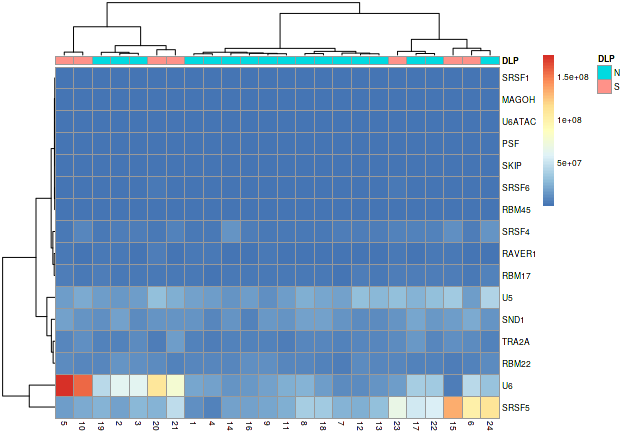 DLP
DLP
N
S
1.5e+08
1e+08
5e+07
SRSF1
MAGOH
U6ATAC
PSF
SKIP
SRSF6
RBM45
SRSF4
RAVER1
RBM17
U5
SND1
TRA2A
RBM22
U6
SRSF5
5 10 19 2 3 20 21 1 4 14 16 9 11 8 18 7 12 13 23 17 22 15 6 24